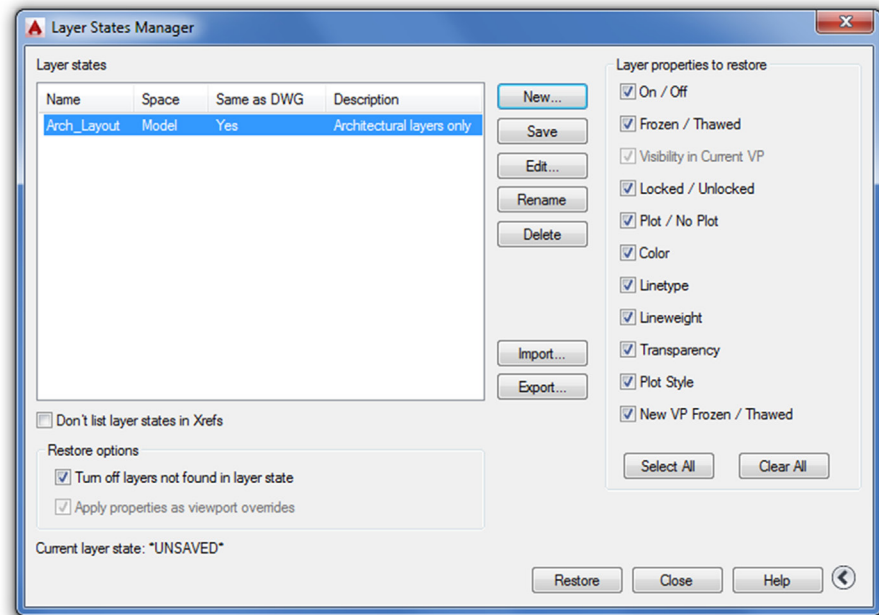 Layer States Manager
Layer states
Name Space Same as DWG Description
Arch_Layout Model Yes Architectural layers only
New...
Save
Edit...
Rename
Delete
Import...
Export...
Don't list layer states in Xrefs
Restore options
Turn off layers not found in layer state
Apply properties as viewport overrides
Current layer state: "UNSAVED"
Layer properties to restore
On / Off
Frozen / Thawed
Visibility in Current VP
Locked / Unlocked
Plot / No Plot
Color
Linetype
Lineweight
Transparency
Plot Style
New VP Frozen / Thawed
Select All Clear All
Restore Close Help